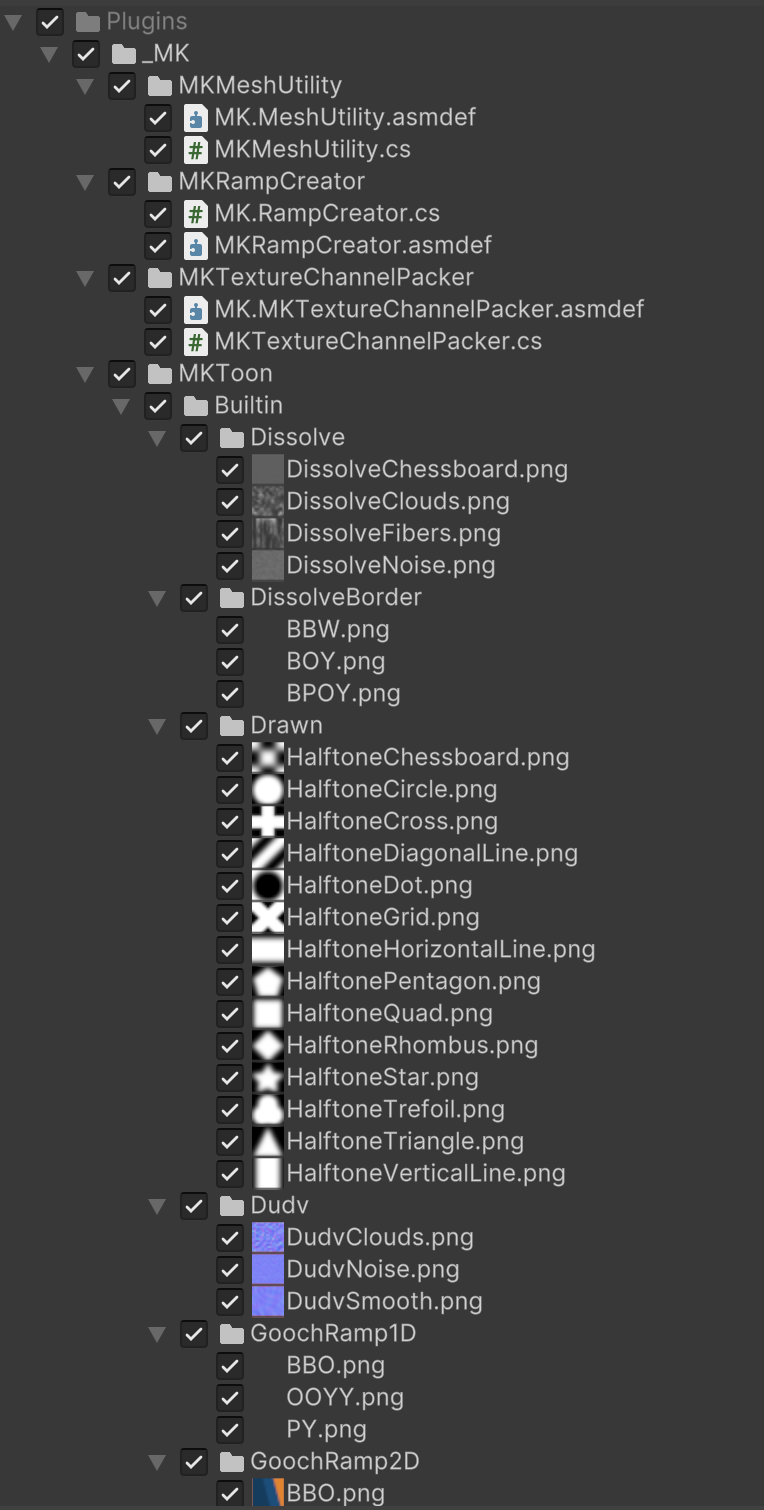 Plugins
_MK
MKMeshUtility
MK.MeshUtility.asmdef
MKMeshUtility.cs
MKRampCreator
MK.RampCreator.cs
MKRampCreator.asmdef
MKTextureChannelPacker
MK.MKTextureChannelPacker.asmdef
MKTextureChannelPacker.cs
MKToon
Builtin
Dissolve
DissolveChessboard.png
DissolveClouds.png
DissolveFibers.png
DissolveNoise.png
DissolveBorder
BBW.png
BOY.png
BPOY.png
Drawn
HalftoneChessboard.png
HalftoneCircle.png
HalftoneCross.png
HalftoneDiagonalLine.png
HalftoneDot.png
HalftoneGrid.png
HalftoneHorizontalLine.png
HalftonePentagon.png
HalftoneQuad.png
HalftoneRhombus.png
HalftoneStar.png
HalftoneTrefoil.png
HalftoneTriangle.png
HalftoneVerticalLine.png
Dudv
DudvClouds.png
DudvNoise.png
DudvSmooth.png
GoochRamp1D
BBO.png
OOYY.png
PY.png
GoochRamp2D
BBO.png